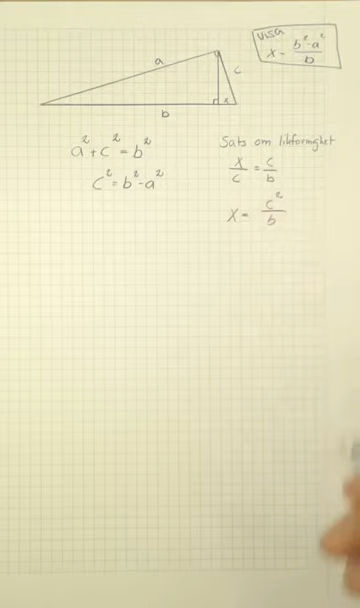 Visa
x = b²-a² / b
a
c
b
x
a² + c² = b²
c² = b² - a²
Sats om likformighet
x/c = c/b
x = c²/b